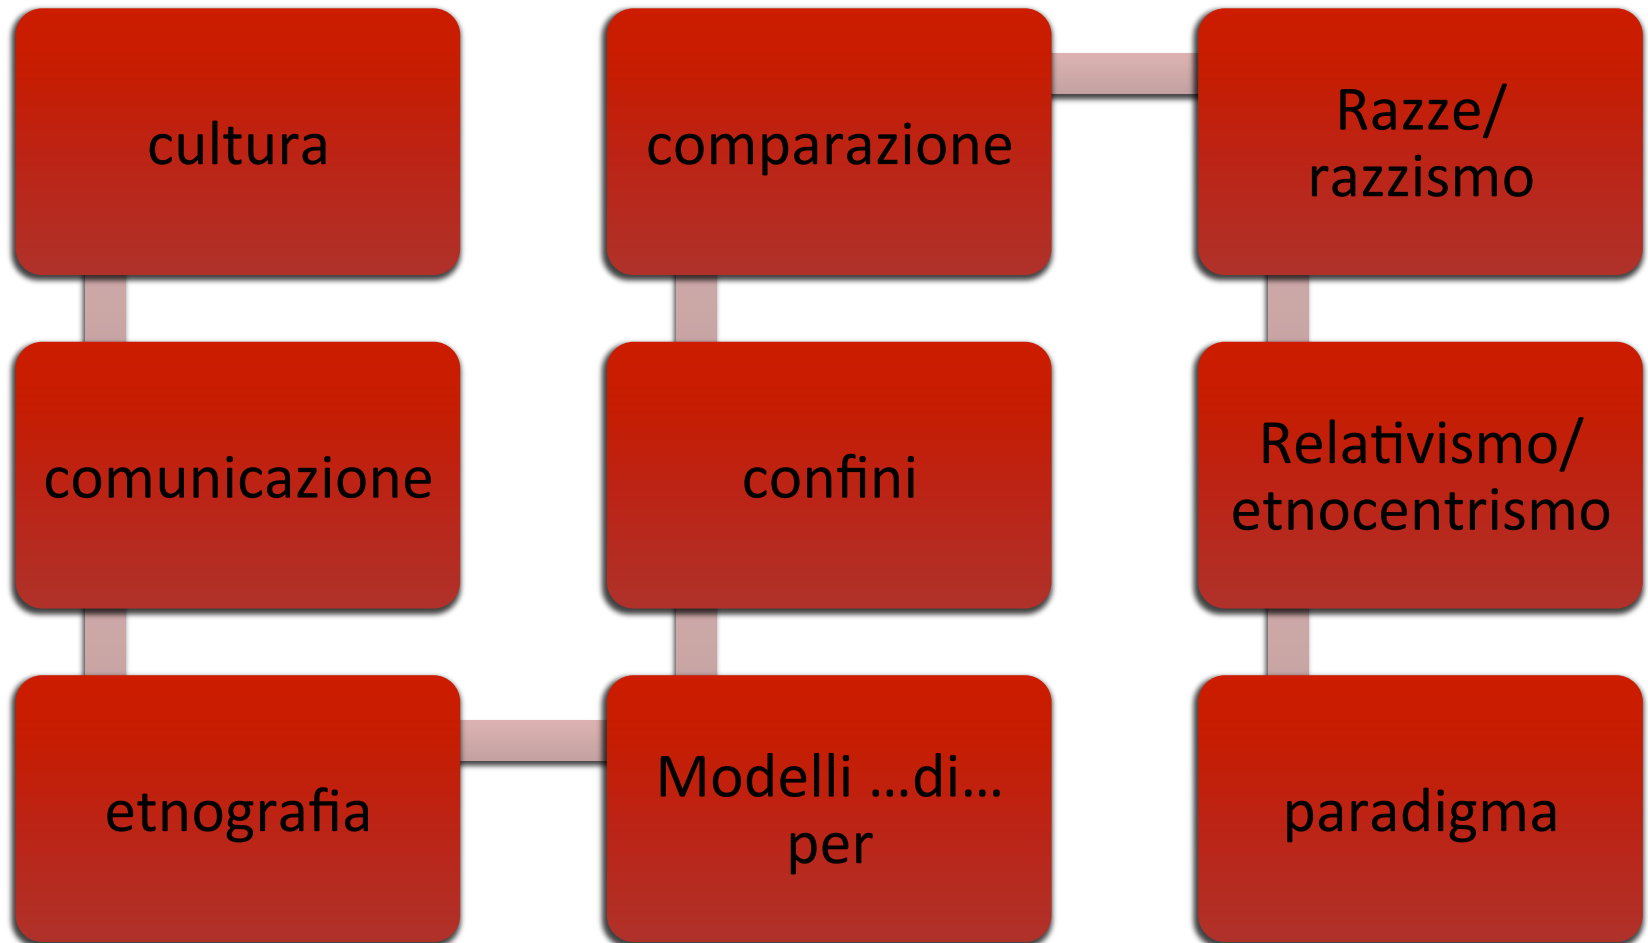 cultura
comunicazione
etnografia
Modelli …di…
per
confini
comparazione
Razze/
razzismo
Relativismo/
etnocentrismo
paradigma